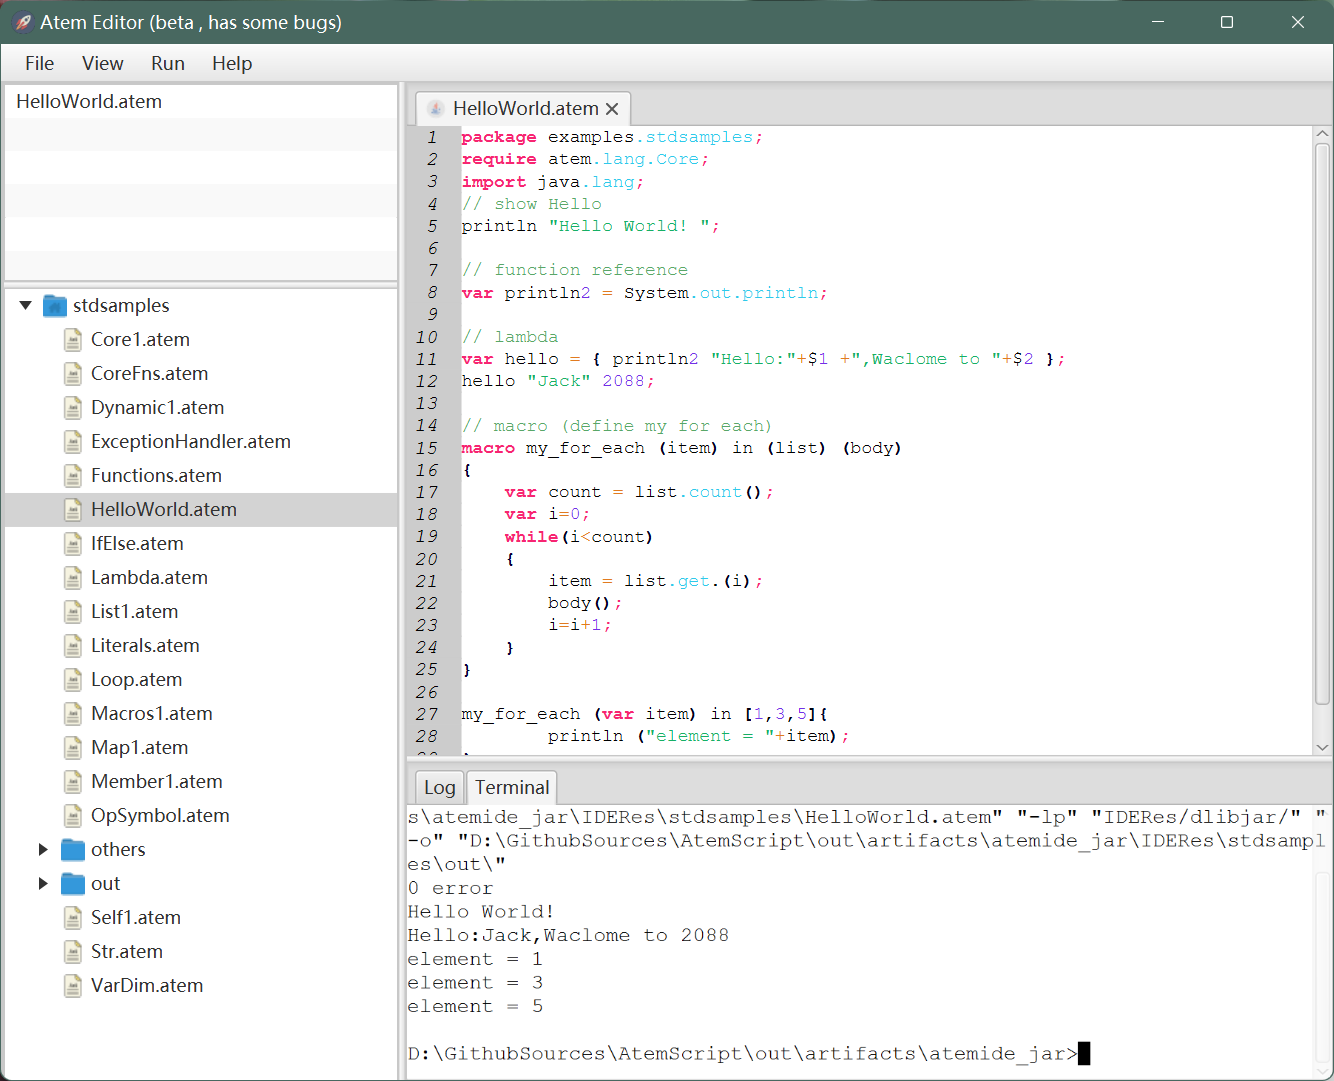 Atem Editor (beta , has some bugs)
File View Run Help
HelloWorld.atem
stdsamples
Core1.atem
CoreFns.atem
Dynamic1.atem
ExceptionHandler.atem
Functions.atem
HelloWorld.atem
IfElse.atem
Lambda.atem
List1.atem
Literals.atem
Loop.atem
Macros1.atem
Map1.atem
Member1.atem
OpSymbol.atem
others
out
Self1.atem
Str.atem
VarDim.atem
HelloWorld.atem
1 package examples.stdsamples;
2 require atem.lang.Core;
3 import java.lang;
4 // show Hello
5 println "Hello World! ";
6
7 // function reference
8 var println2 = System.out.println;
9
10 // lambda
11 var hello = { println2 "Hello:"+$1 +",Waclome to "+$2 };
12 hello "Jack" 2088;
13
14 // macro (define my for each)
15 macro my_for_each (item) in (list) (body)
16 {
17     var count = list.count();
18     var i=0;
19     while(i<count)
20     {
21         item = list.get.(i);
22         body();
23         i=i+1;
24     }
25 }
26
27 my_for_each (var item) in [1,3,5]{
28         println ("element = "+item);
Log Terminal
s\atemide_jar\IDERes\stdsamples\HelloWorld.atem" "-lp" "IDERes/dlibjar/" "
-o" "D:\GithubSources\AtemScript\out\artifacts\atemide_jar\IDERes\stdsampl
es\out\"
0 error
Hello World!
Hello:Jack,Waclome to 2088
element = 1
element = 3
element = 5
D:\GithubSources\AtemScript\out\artifacts\atemide_jar>